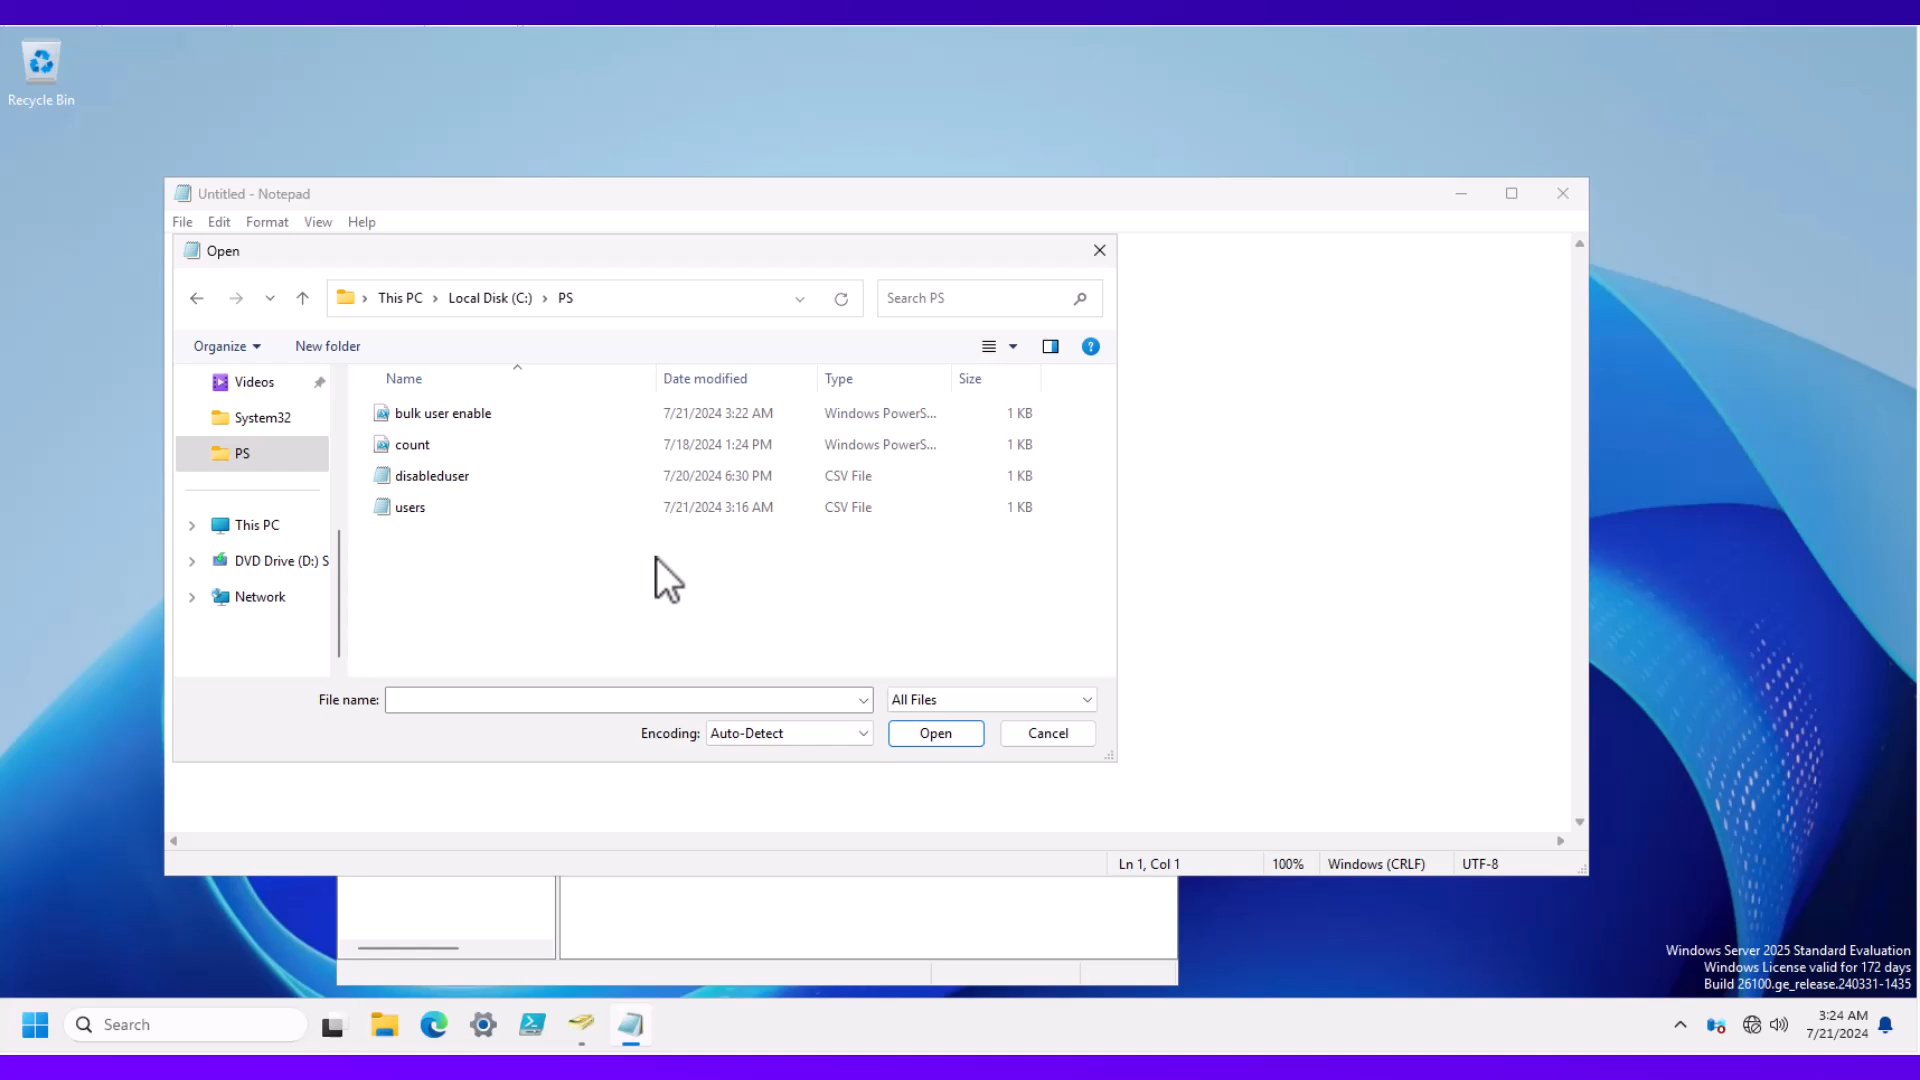 Recycle Bin
Untitled - Notepad
File Edit Format View Help
Open
This PC > Local Disk (C:) > PS
Search PS
Organize
New folder
Name
Date modified
Type
Size
Videos
System32
PS
This PC
DVD Drive (D:) S
Network
bulk user enable 7/21/2024 3:22 AM Windows PowerS... 1 KB
count 7/18/2024 1:24 PM Windows PowerS... 1 KB
disableduser 7/20/2024 6:30 PM CSV File 1 KB
users 7/21/2024 3:16 AM CSV File 1 KB
File name:
All Files
Encoding: Auto-Detect
Open
Cancel
Ln 1, Col 1
100%
Windows (CRLF)
UTF-8
Windows Server 2025 Standard Evaluation
Windows License valid for 172 days
Build 26100.ge_release.240331-1435
Search
3:24 AM
7/21/2024